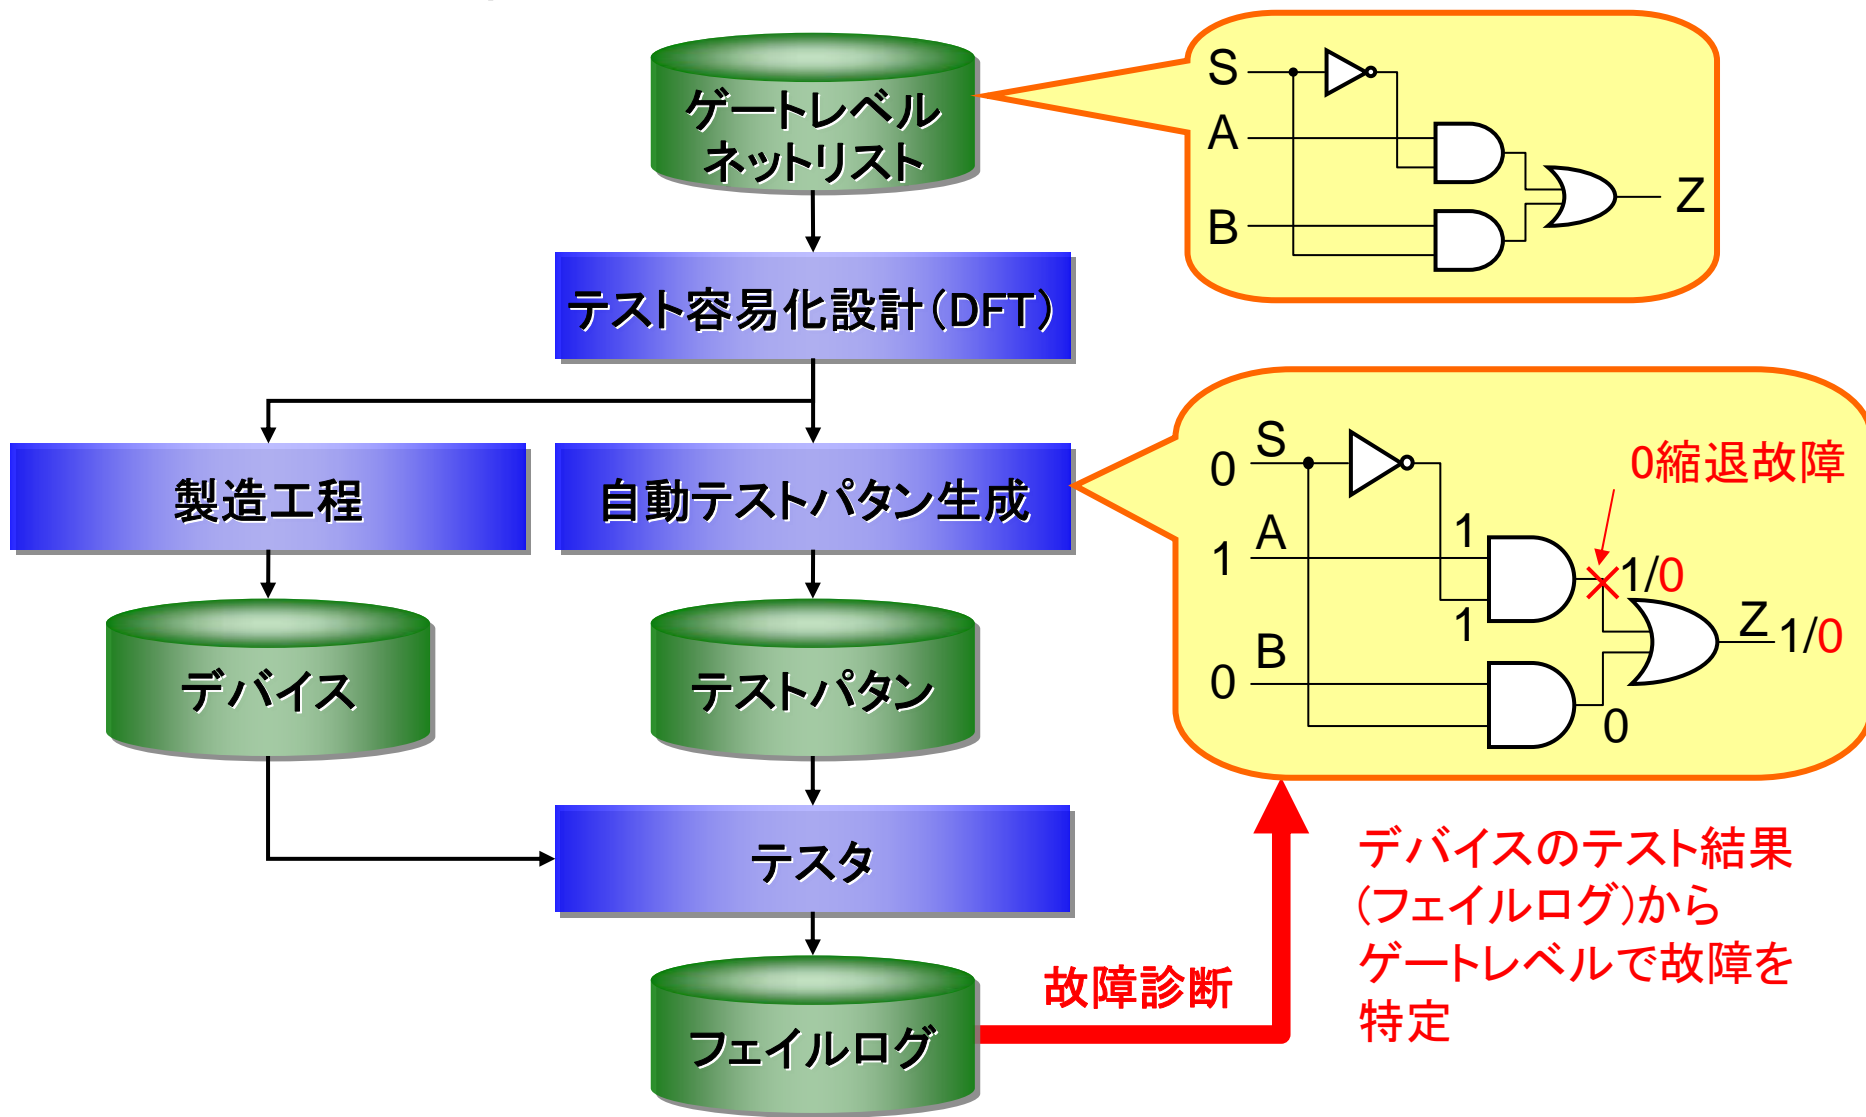 ゲートレベル
ネットリスト
S
A
B
Z
テスト容易化設計(DFT)
製造工程
自動テストパタン生成
0縮退故障
0
S
1
A
1
1
1/0
Z
1/0
0
B
0
デバイス
テストパタン
テスタ
デバイスのテスト結果
(フェイルログ)から
ゲートレベルで故障を
特定
故障診断
フェイルログ